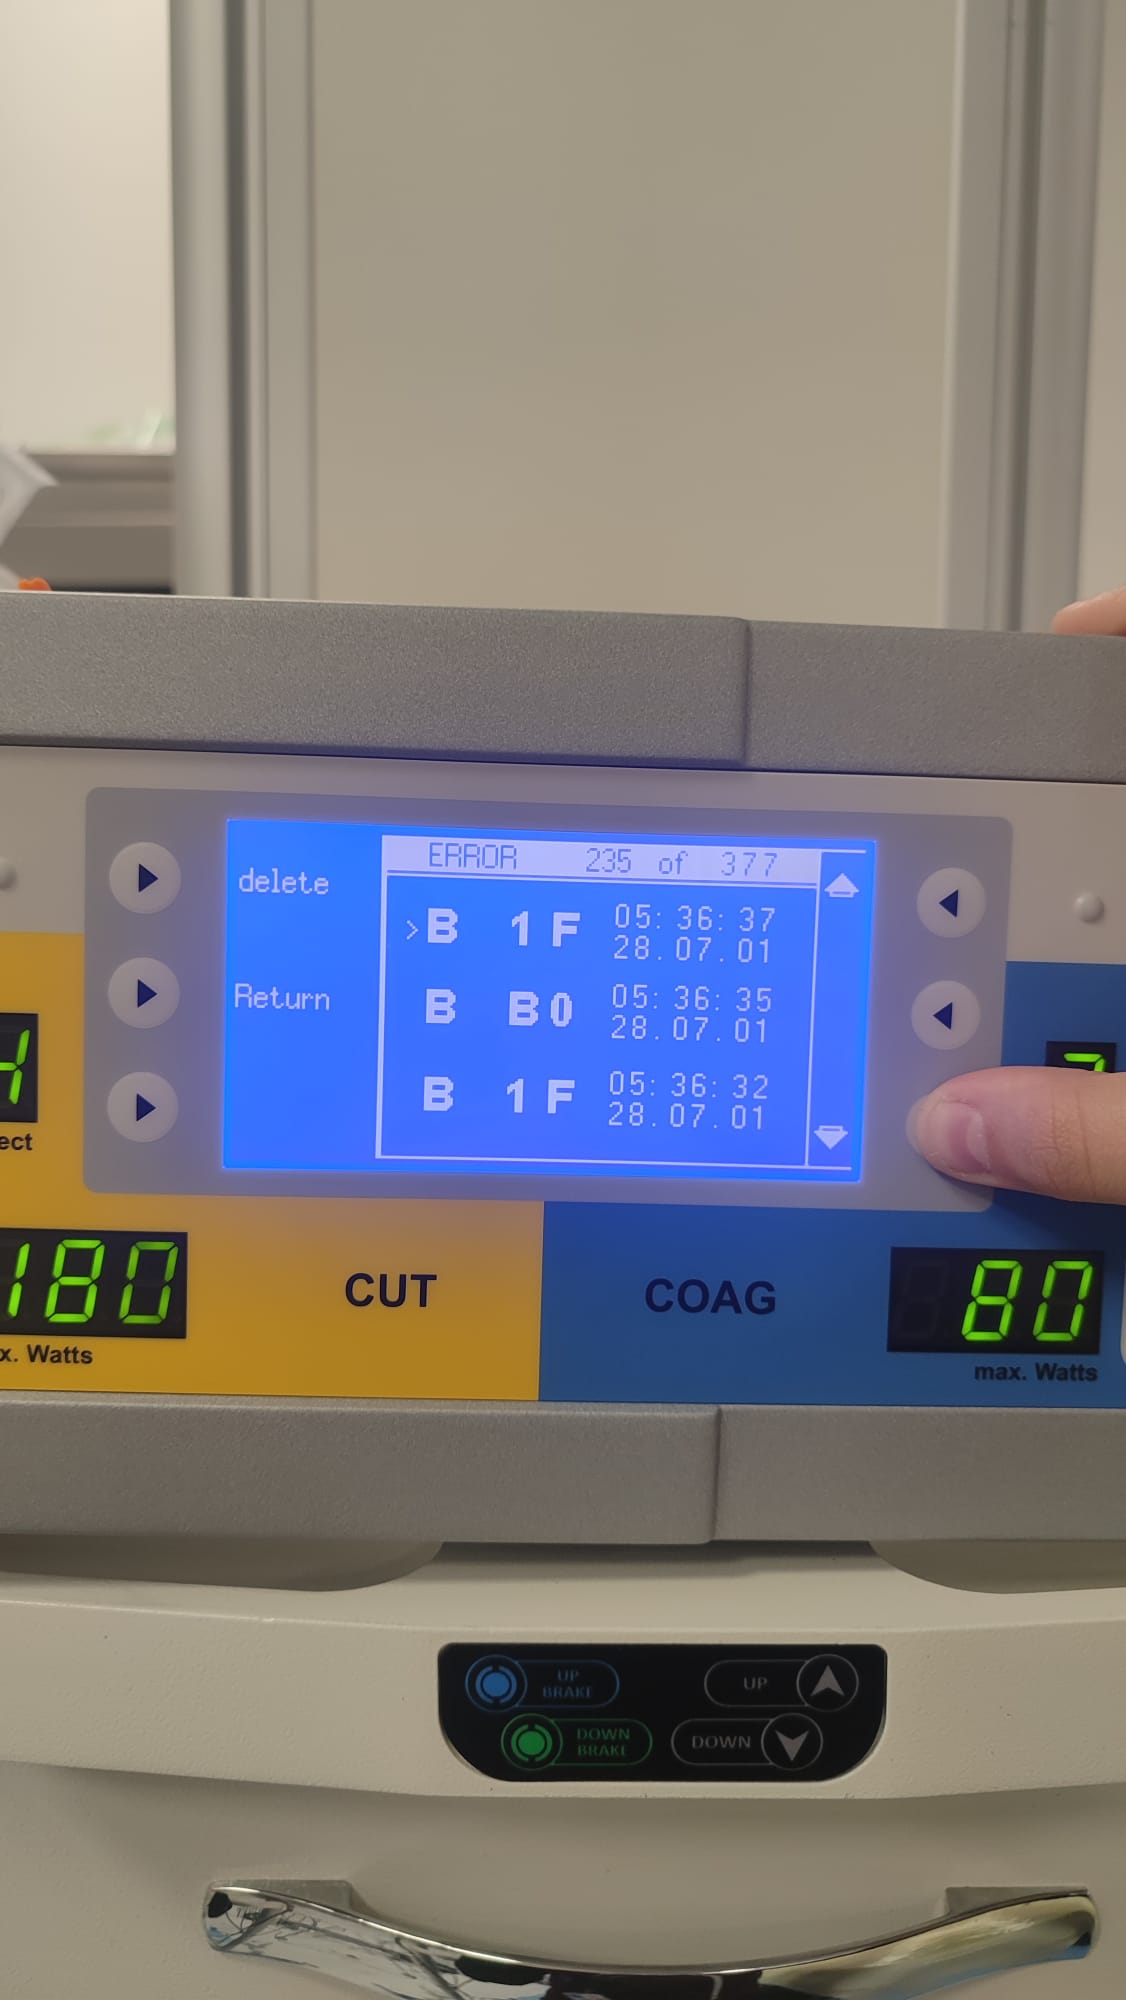 ERROR 235 of 377
delete
>B 1F 05:36:37
28.07.01
Return
B B0 05:36:35
28.07.01
B 1F 05:36:32
28.07.01
ect
180
CUT
COAG
80
x. Watts
max. Watts
UP BRAKE
UP
DOWN BRAKE
DOWN